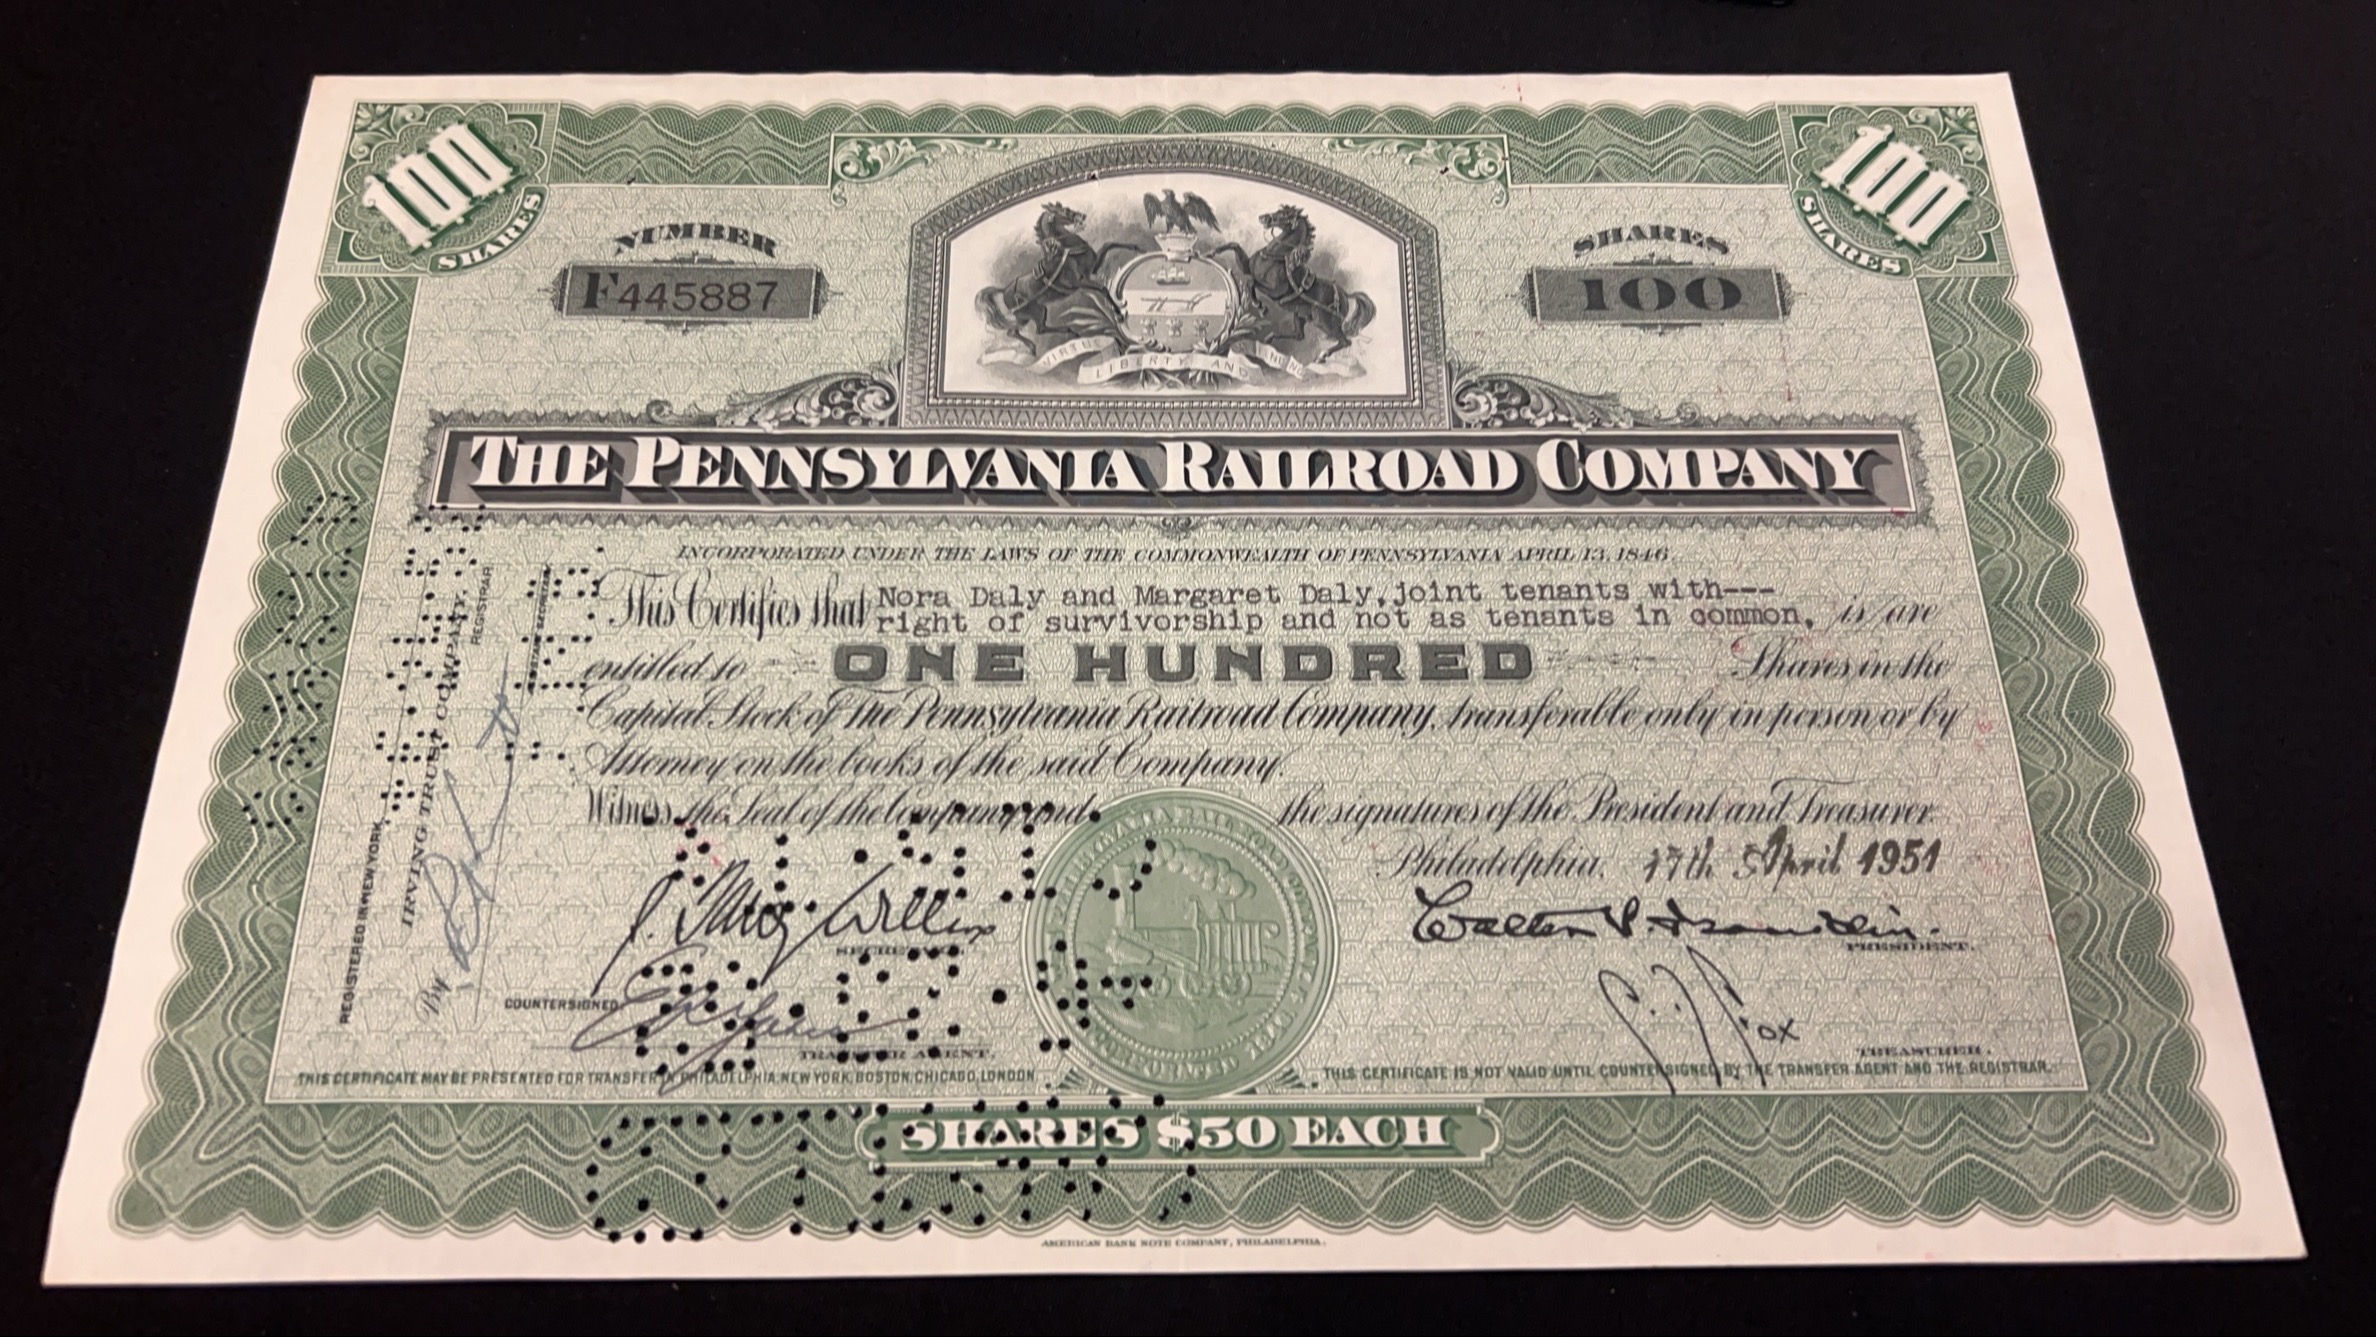 100 SHARES
100 SHARES
NUMBER
F445887
SHARES
100
VIRTUE LIBERTY AND
THE PENNSYLVANIA RAILROAD COMPANY
INCORPORATED UNDER THE LAWS OF THE COMMONWEALTH OF PENNSYLVANIA APRIL 13, 1846.
This Certifies that Nora Daly and Margaret Daly, joint tenants with---
right of survivorship and not as tenants in common, is/are
entitled to ONE HUNDRED Shares in the
Capital Stock of The Pennsylvania Railroad Company, transferable only in person or by
Attorney on the books of the said Company.
Witness the Seal of the Company and the signatures of the President and Treasurer.
Philadelphia, 17th April 1951
SECRETARY.
PRESIDENT.
COUNTERSIGNED
TRANSFER AGENT.
Fox
TREASURER.
THIS CERTIFICATE MAY BE PRESENTED FOR TRANSFER IN PHILADELPHIA, NEW YORK, BOSTON, CHICAGO, LONDON
THIS CERTIFICATE IS NOT VALID UNTIL COUNTERSIGNED BY THE TRANSFER AGENT AND THE REGISTRAR.
SHARES $50 EACH
AMERICAN BANK NOTE COMPANY, PHILADELPHIA.
REGISTERED IN NEW YORK
IRVING TRUST COMPANY,
REGISTRAR
By
ASSISTANT SECRETARY